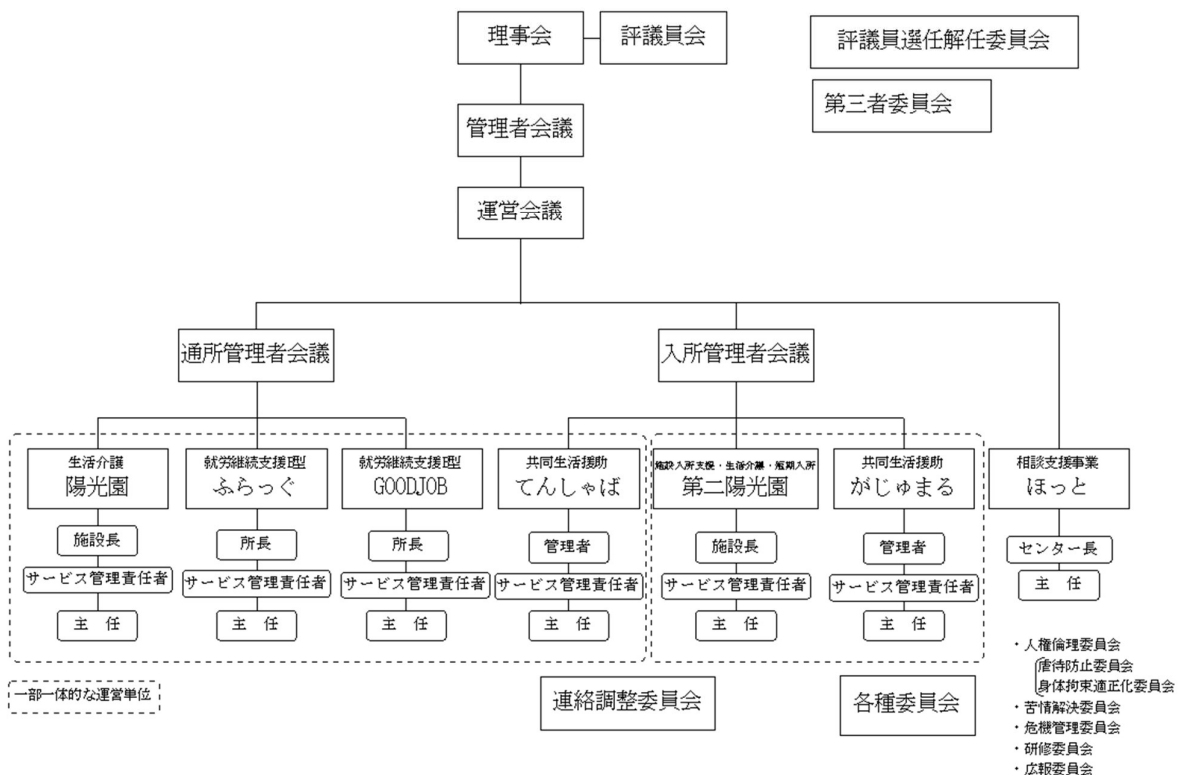 理事会
評議員会
評議員選任解任委員会
第三者委員会
管理者会議
運営会議
通所管理者会議
入所管理者会議
生活介護
陽光園
就労継続支援B型
ふらっぐ
就労継続支援B型
GOODJOB
共同生活援助
てんしゃば
施設入所支援・生活介護・短期入所
第二陽光園
共同生活援助
がじゅまる
相談支援事業
ほっと
施設長
所長
所長
管理者
施設長
管理者
センター長
サービス管理責任者
サービス管理責任者
サービス管理責任者
サービス管理責任者
サービス管理責任者
サービス管理責任者
主任
主 任
主 任
主 任
主 任
主 任
主 任
一部一体的な運営単位
連絡調整委員会
各種委員会
・人権倫理委員会
虐待防止委員会
身体拘束適正化委員会
・苦情解決委員会
・危機管理委員会
・研修委員会
・広報委員会